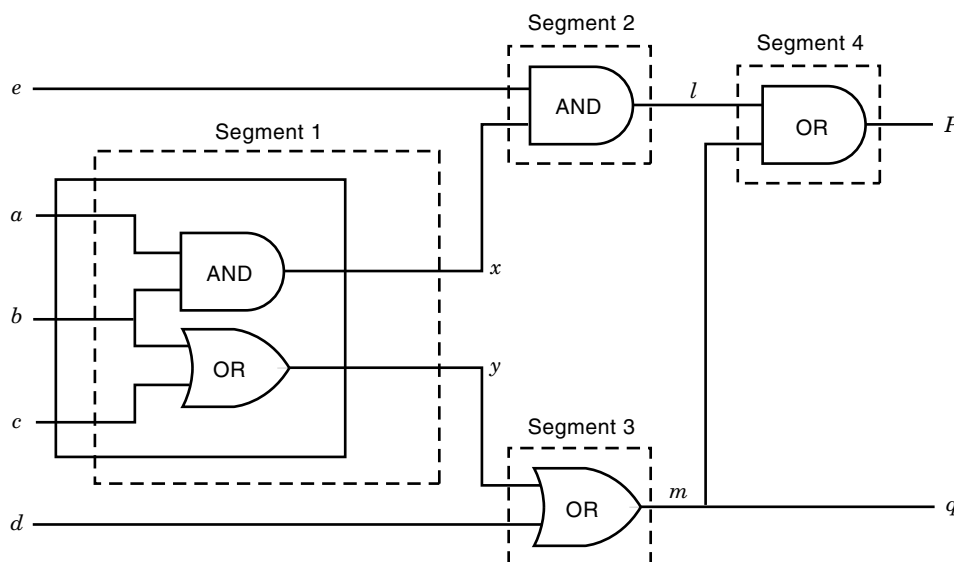 Segment 2
Segment 4
e
AND
l
OR
P
Segment 1
a
AND
x
b
OR
y
c
Segment 3
d
OR
m
q